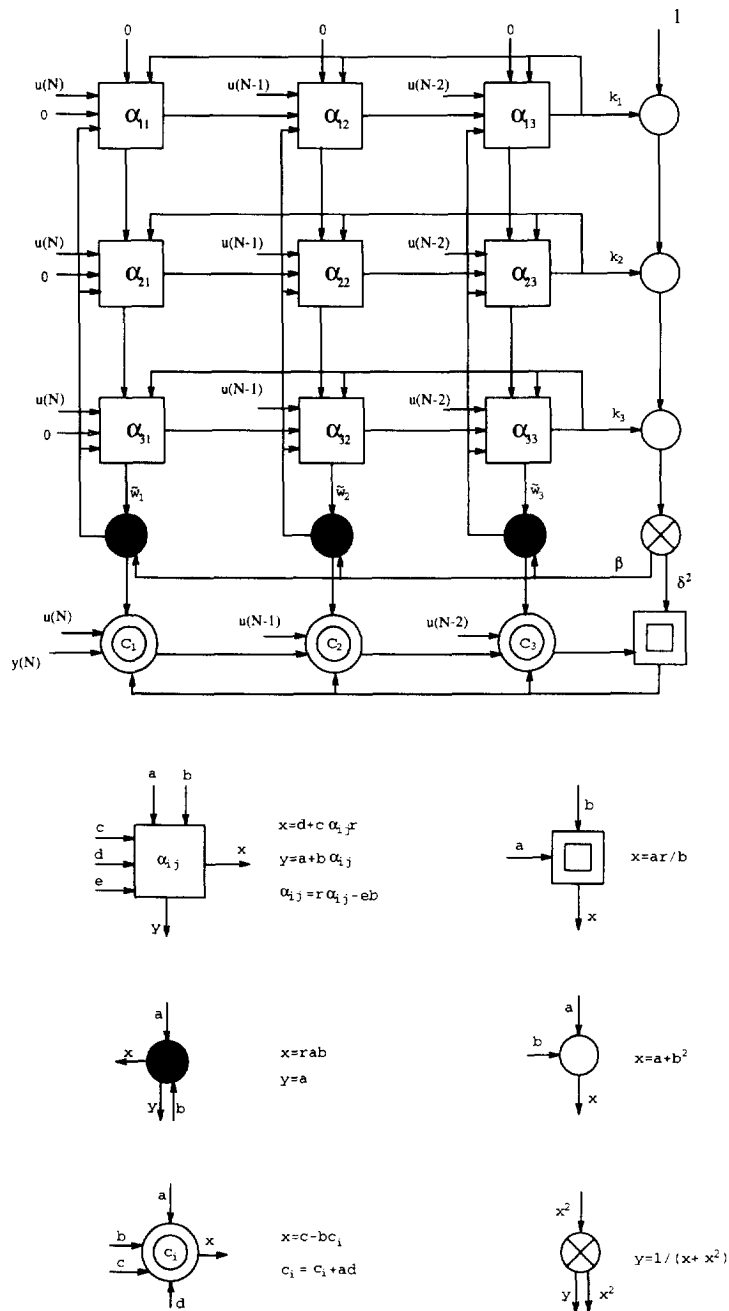 0 0 0 1
u(N) u(N-1) u(N-2)
0 α₁₁ α₁₂ α₁₃ k₁
u(N) u(N-1) u(N-2)
0 α₂₁ α₂₂ α₂₃ k₂
u(N) u(N-1) u(N-2)
0 α₃₁ α₃₂ α₃₃ k₃
w̃₁ w̃₂ w̃₃
β δ²
u(N) u(N-1) u(N-2)
y(N) C₁ C₂ C₃
a b
c
d αᵢⱼ x
e
y
x=d+c αᵢⱼr
y=a+b αᵢⱼ
αᵢⱼ=r αᵢⱼ-eb
b
a
x
x=ar/b
a
x
y b
x=rab
y=a
a
b
x
x=a+b²
a
b
c
Cᵢ x
d
x=c-bcᵢ
cᵢ = cᵢ+ad
x²
y x²
y=1/(x+ x²)